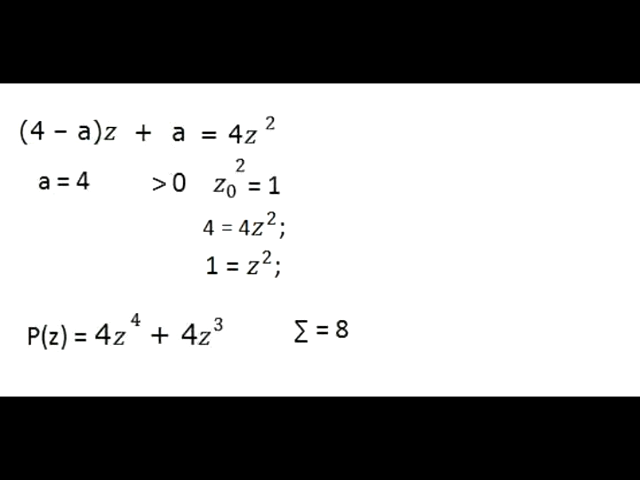 (4 – a)z + a = 4z²
a = 4 > 0 z₀² = 1
4 = 4z²;
1 = z²;
P(z) = 4z⁴ + 4z³ ∑ = 8